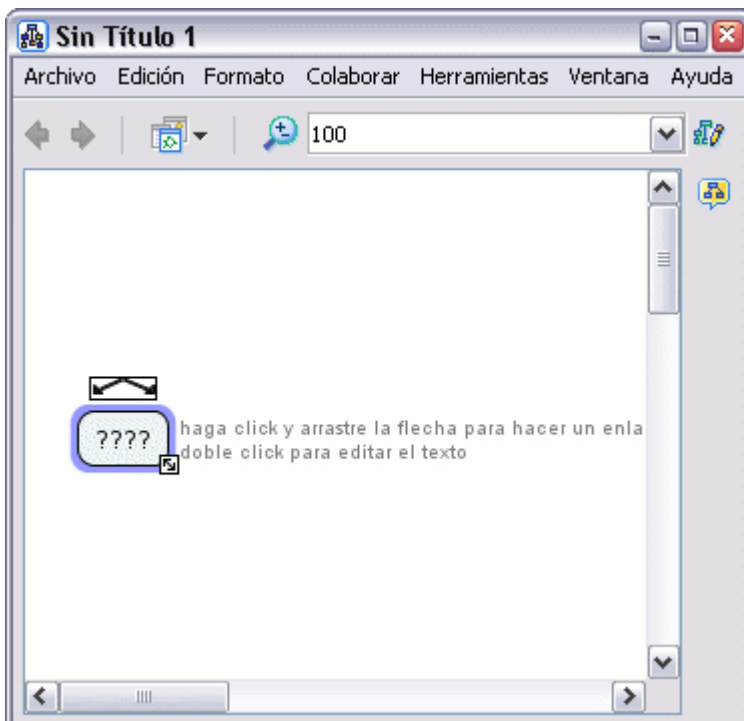 Sin Título 1
Archivo Edición Formato Colaborar Herramientas Ventana Ayuda
100
haga click y arrastre la flecha para hacer un enla
????
doble click para editar el texto